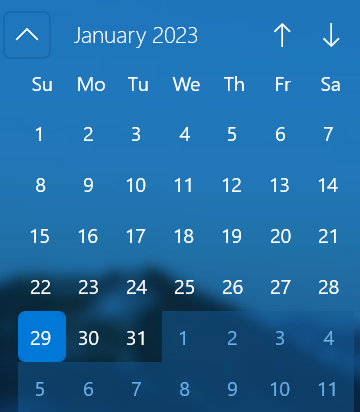 January 2023
Su Mo Tu We Th Fr Sa
1 2 3 4 5 6 7
8 9 10 11 12 13 14
15 16 17 18 19 20 21
22 23 24 25 26 27 28
29 30 31 1 2 3 4
5 6 7 8 9 10 11